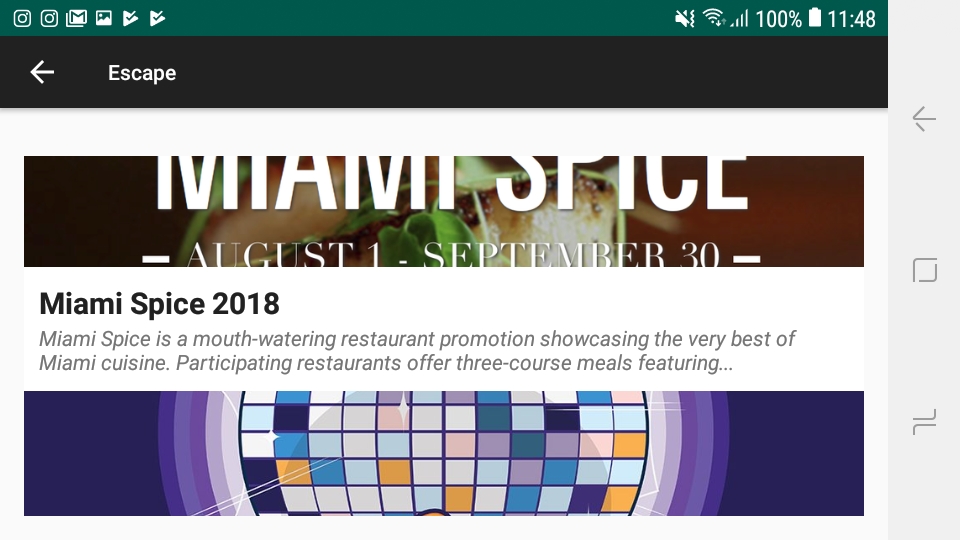 100% 11:48
Escape
MIAMI SPICE
AUGUST 1 - SEPTEMBER 30
Miami Spice 2018
Miami Spice is a mouth-watering restaurant promotion showcasing the very best of
Miami cuisine. Participating restaurants offer three-course meals featuring...